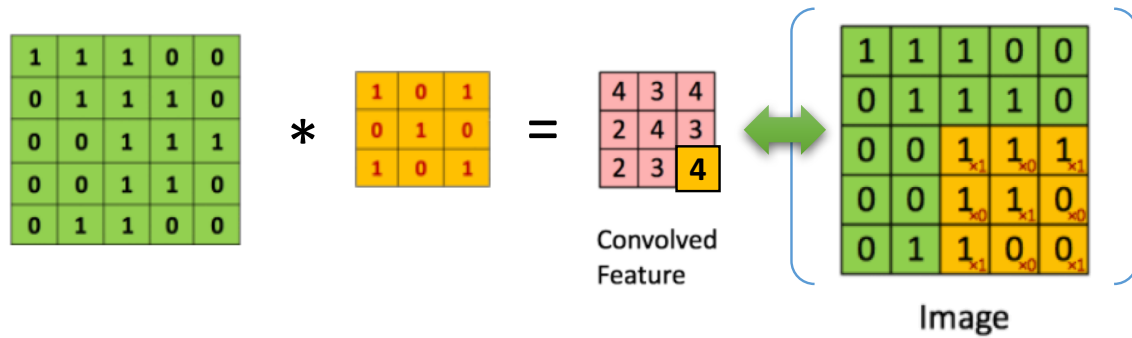 1 1 1 0 0
0 1 1 1 0
0 0 1 1 1
0 0 1 1 0
0 1 1 0 0
*
1 0 1
0 1 0
1 0 1
=
4 3 4
2 4 3
2 3 4
Convolved
Feature
1 1 1 0 0
0 1 1 1 0
0 0 1×1 1×0 1×1
0 0 1×0 1×1 0×0
0 1 1×1 0×0 0×1
Image